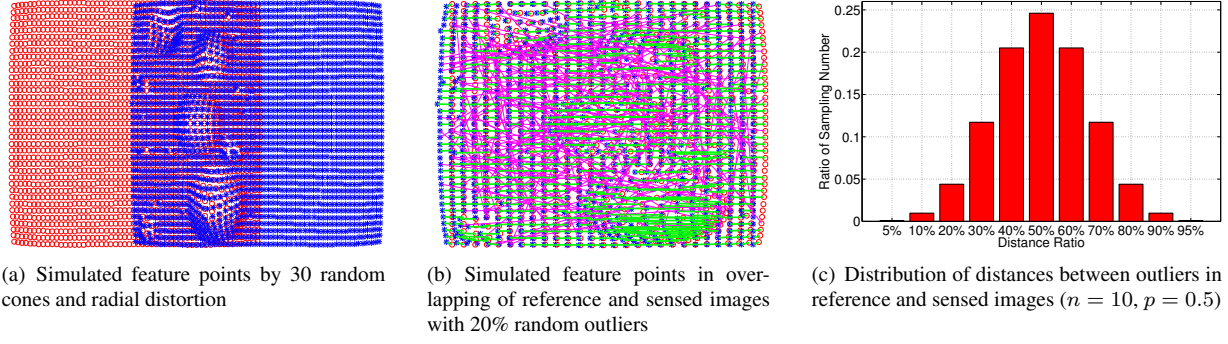 0.25
0.2
0.15
0.1
0.05
0
Ratio of Sampling Number
5% 10% 20% 30% 40% 50% 60% 70% 80% 90% 95%
Distance Ratio
(a) Simulated feature points by 30 random
cones and radial distortion
(b) Simulated feature points in over-
lapping of reference and sensed images
with 20% random outliers
(c) Distribution of distances between outliers in
reference and sensed images (n = 10, p = 0.5)